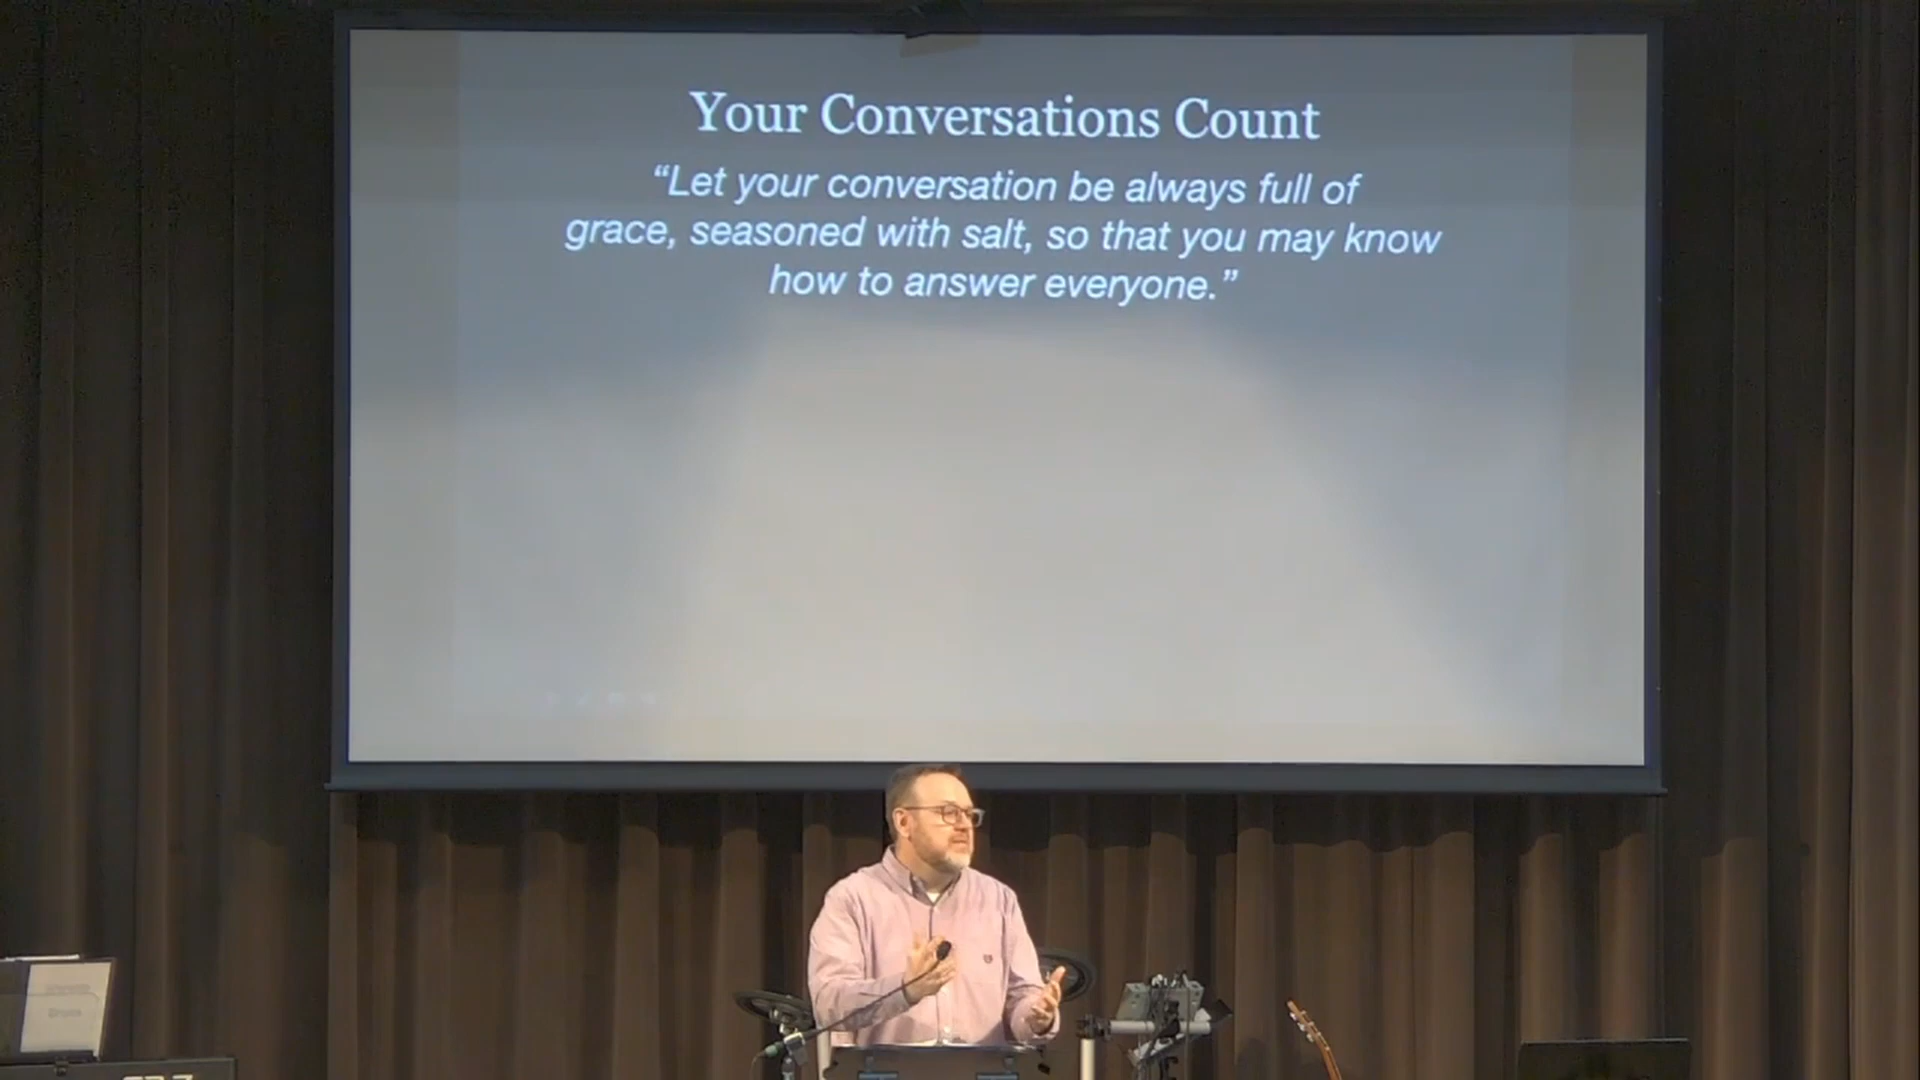 Your Conversations Count
“Let your conversation be always full of
grace, seasoned with salt, so that you may know
how to answer everyone.”